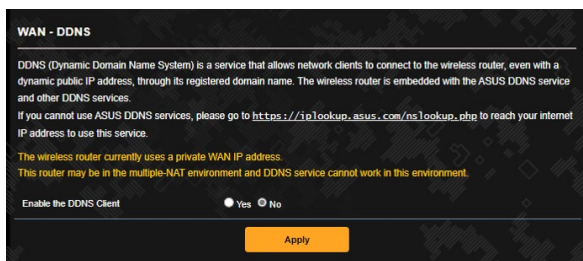 WAN - DDNS
DDNS (Dynamic Domain Name System) is a service that allows network clients to connect to the wireless router, even with a
dynamic public IP address, through its registered domain name. The wireless router is embedded with the ASUS DDNS service
and other DDNS services.
If you cannot use ASUS DDNS services, please go to https://iplookup.asus.com/nslookup.php to reach your internet
IP address to use this service.
The wireless router currently uses a private WAN IP address.
This router may be in the multiple-NAT environment and DDNS service cannot work in this environment.
Enable the DDNS Client Yes No
Apply